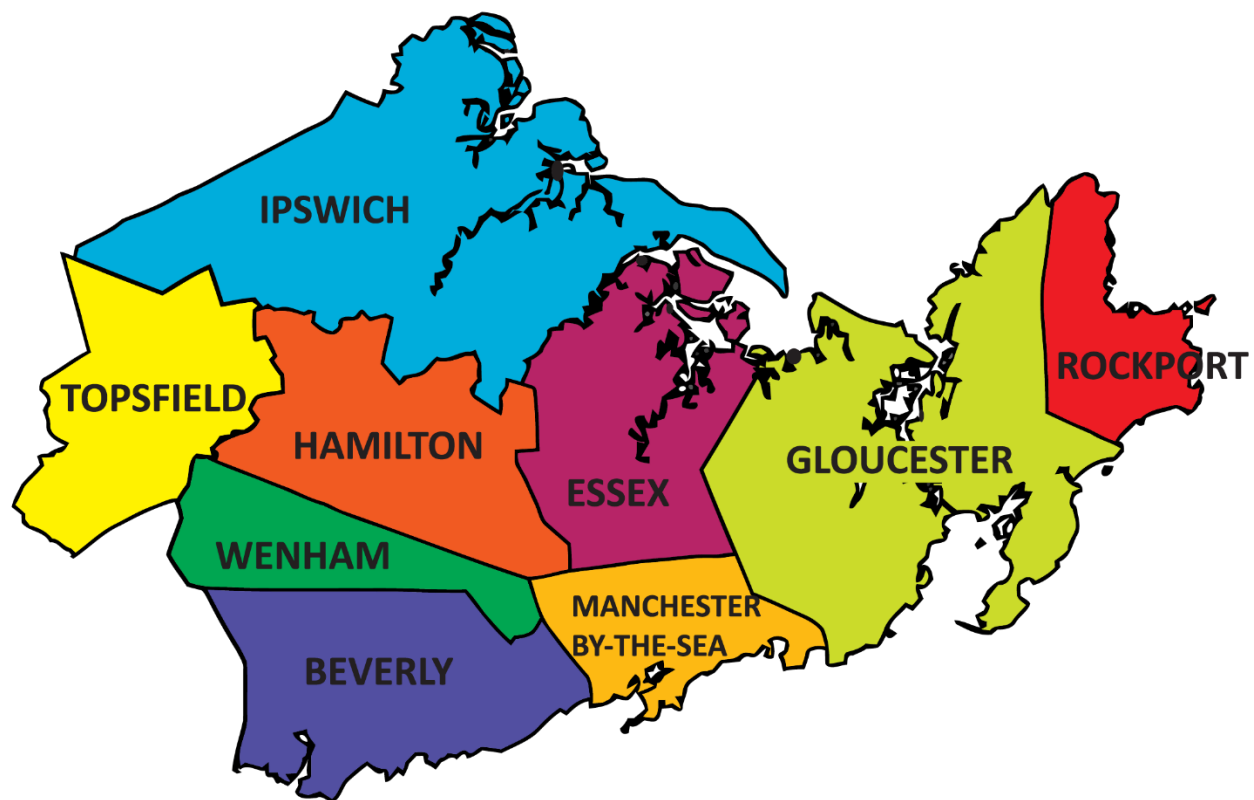 IPSWICH
ROCKPORT
TOPSFIELD
HAMILTON
GLOUCESTER
ESSEX
WENHAM
MANCHESTER
BY-THE-SEA
BEVERLY